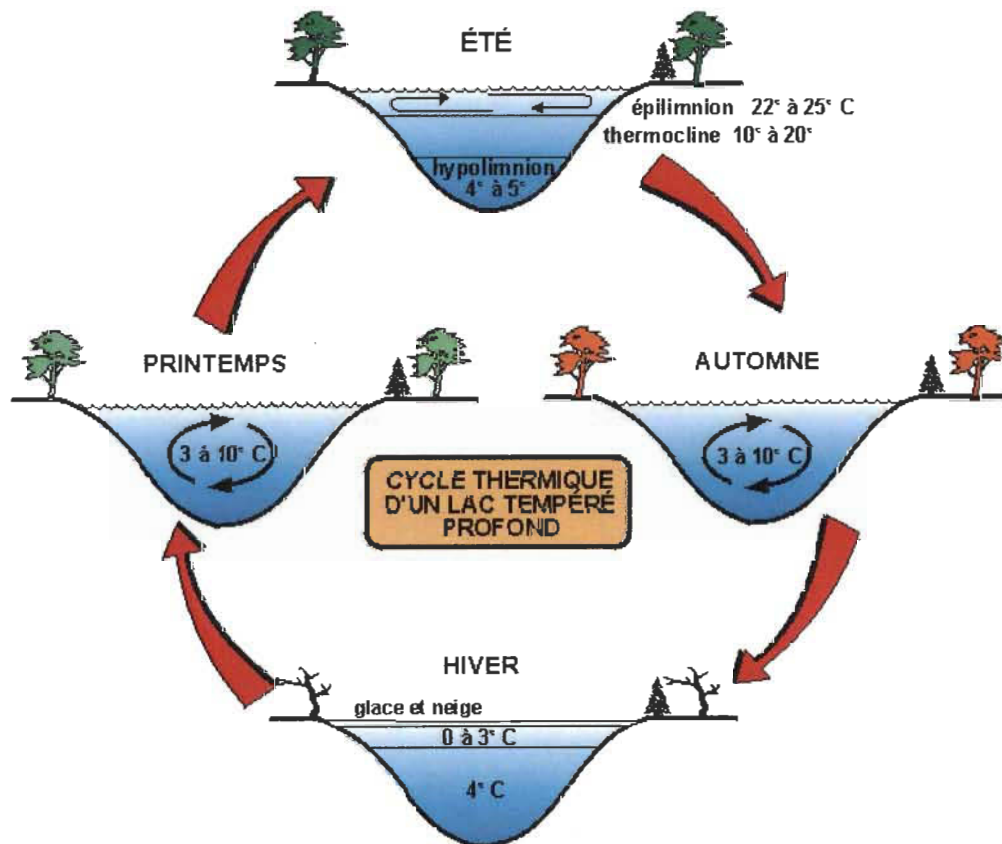 ÉTÉ
épilimnion 22° à 25° C
thermocline 10° à 20°
hypolimnion
4° à 5°
PRINTEMPS
AUTOMNE
3 à 10° C
3 à 10° C
CYCLE THERMIQUE
D'UN LAC TEMPÉRÉ
PROFOND
HIVER
glace et neige
0 à 3° C
4° C